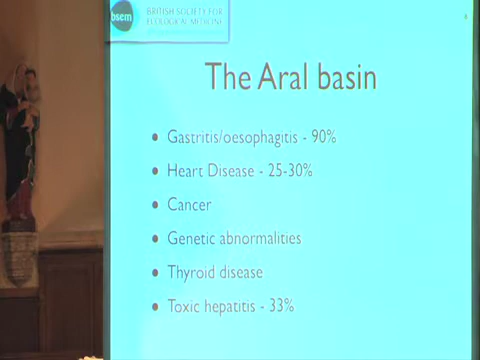 bsem
BRITISH SOCIETY FOR
ECOLOGICAL MEDICINE
The Aral basin
• Gastritis/oesophagitis - 90%
• Heart Disease - 25-30%
• Cancer
• Genetic abnormalities
• Thyroid disease
• Toxic hepatitis - 33%